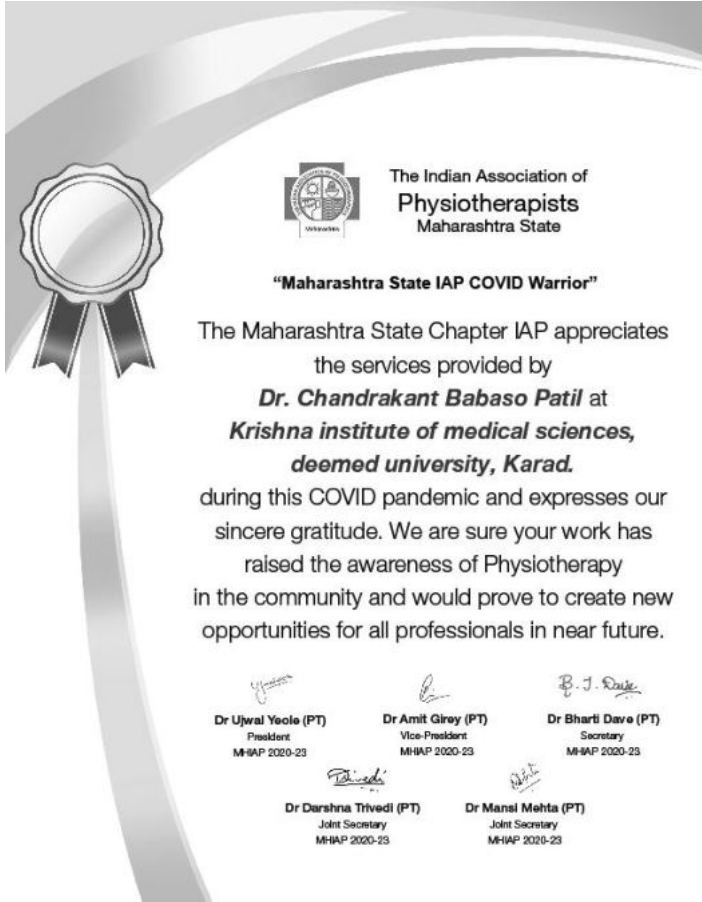 The Indian Association of
Physiotherapists
Maharashtra State
Maharashtra
“Maharashtra State IAP COVID Warrior”
The Maharashtra State Chapter IAP appreciates
the services provided by
Dr. Chandrakant Babaso Patil at
Krishna institute of medical sciences,
deemed university, Karad.
during this COVID pandemic and expresses our
sincere gratitude. We are sure your work has
raised the awareness of Physiotherapy
in the community and would prove to create new
opportunities for all professionals in near future.
B. J. Dave
Dr Ujwal Yeole (PT) Dr Amit Girey (PT) Dr Bharti Dave (PT)
President Vice-President Secretary
MHIAP 2020-23 MHIAP 2020-23 MHIAP 2020-23
Trivedi
Dr Darshna Trivedi (PT) Dr Mansi Mehta (PT)
Joint Secretary Joint Secretary
MHIAP 2020-23 MHIAP 2020-23